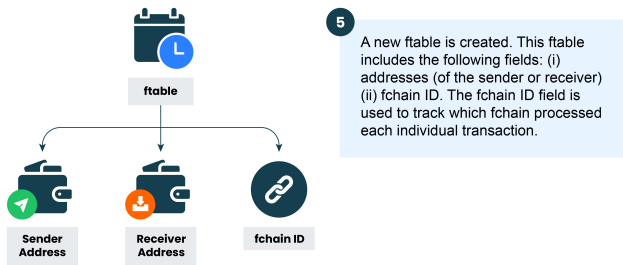 5
A new ftable is created. This ftable
includes the following fields: (i)
addresses (of the sender or receiver)
(ii) fchain ID. The fchain ID field is
used to track which fchain processed
each individual transaction.
ftable
Sender
Address
Receiver
Address
fchain ID